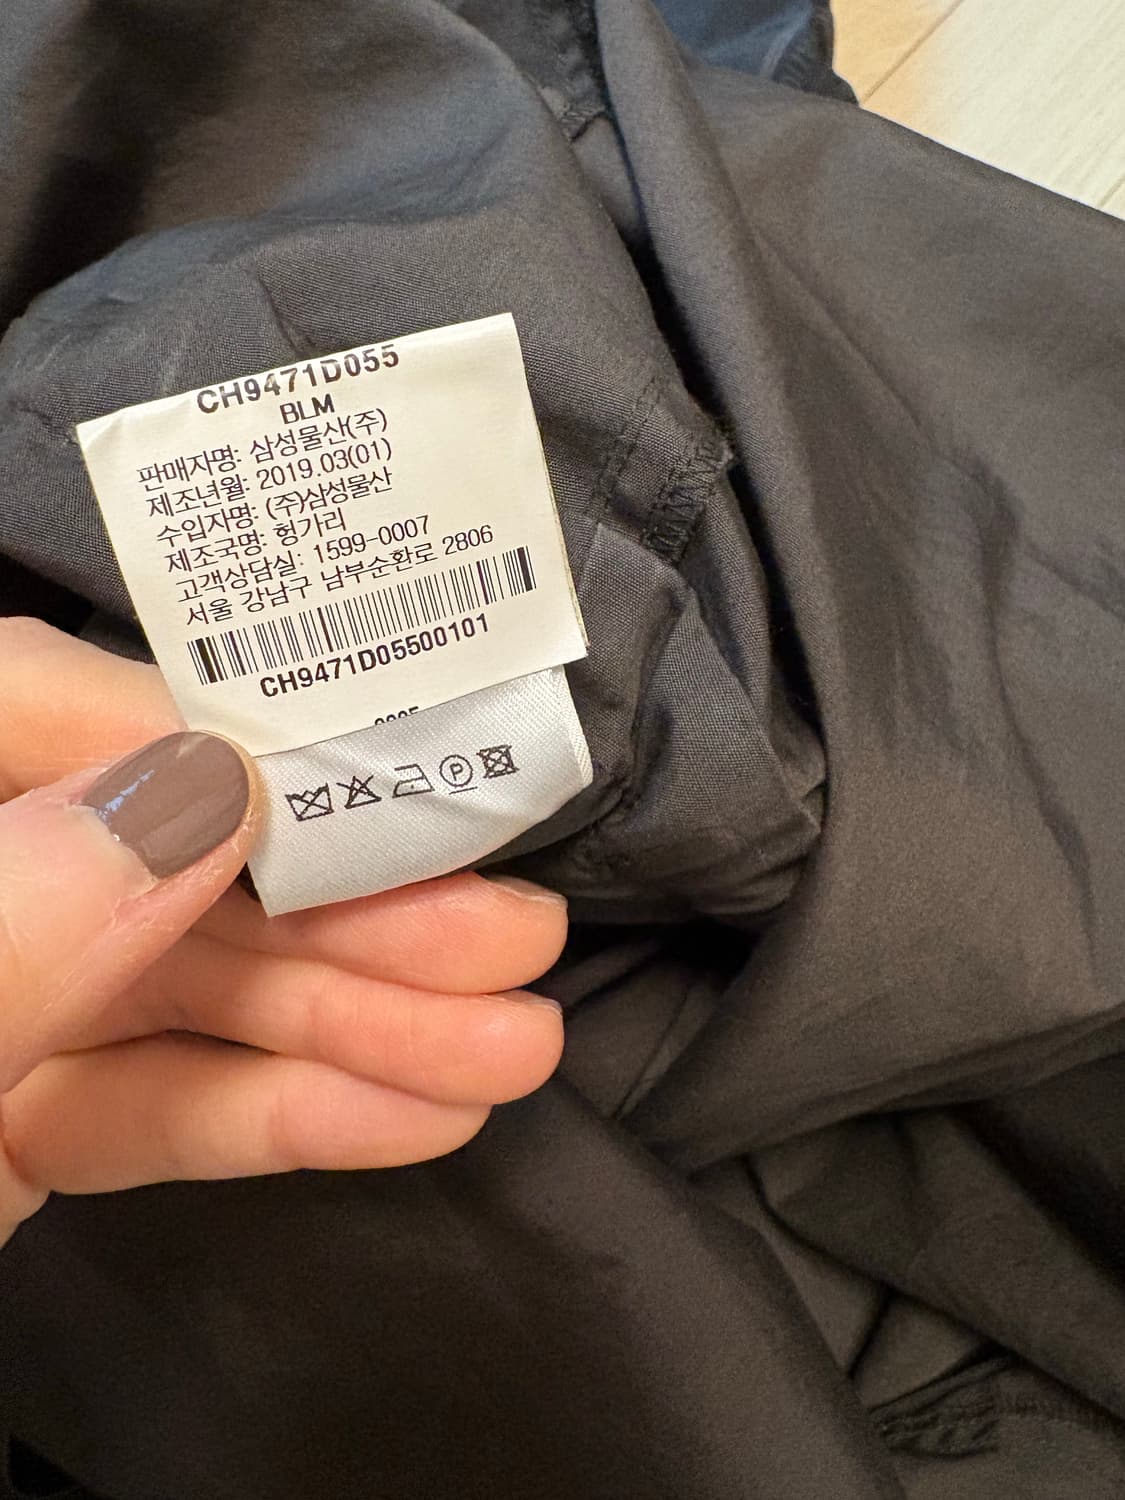 CH9471D055
BLM
판매자명: 삼성물산(주)
제조년월: 2019.03(01)
수입자명: (주)삼성물산
제조국명: 헝가리
고객상담실: 1599-0007
서울 강남구 남부순환로 2806
CH9471D05500101
P